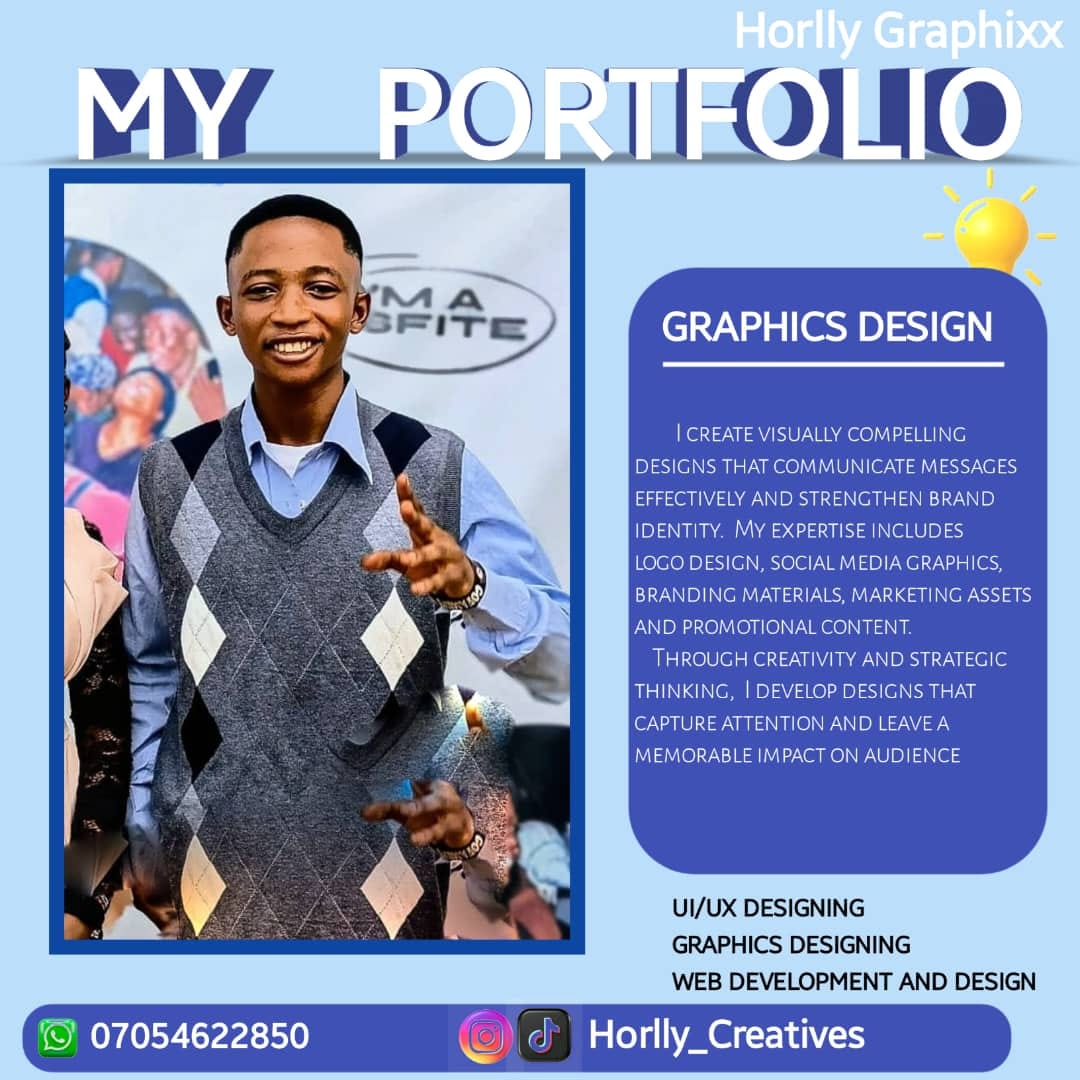 Horlly Graphixx
MY PORTFOLIO
'M A
SFITE
GRAPHICS DESIGN
I CREATE VISUALLY COMPELLING
DESIGNS THAT COMMUNICATE MESSAGES
EFFECTIVELY AND STRENGTHEN BRAND
IDENTITY. MY EXPERTISE INCLUDES
LOGO DESIGN, SOCIAL MEDIA GRAPHICS,
BRANDING MATERIALS, MARKETING ASSETS
AND PROMOTIONAL CONTENT.
THROUGH CREATIVITY AND STRATEGIC
THINKING, I DEVELOP DESIGNS THAT
CAPTURE ATTENTION AND LEAVE A
MEMORABLE IMPACT ON AUDIENCE
UI/UX DESIGNING
GRAPHICS DESIGNING
WEB DEVELOPMENT AND DESIGN
07054622850
Horlly_Creatives